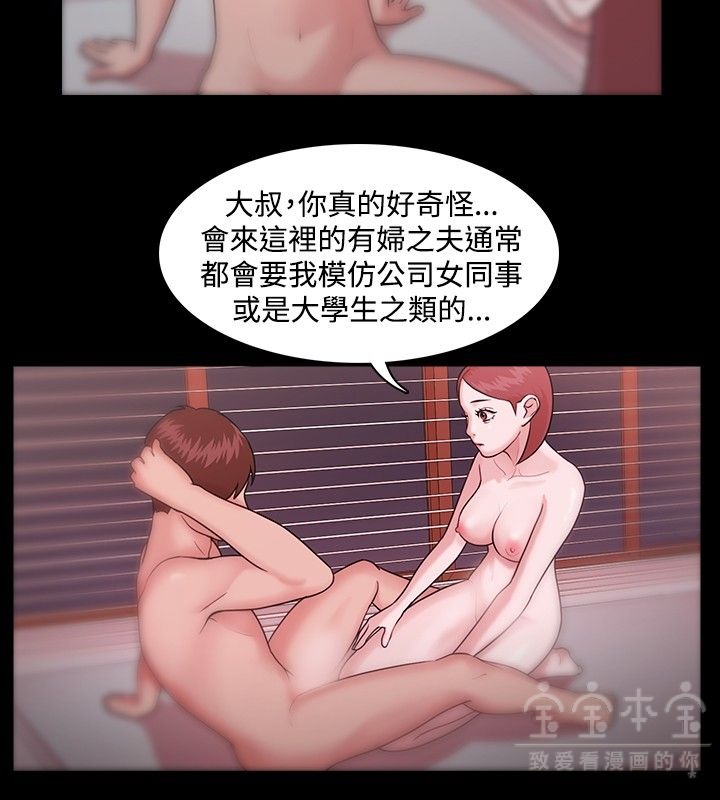 大叔，你真的好奇怪...
會來這裡的有婦之夫通常
都會要我模仿公司女同事
或是大學生之類的...
宝宝本宝
致爱看漫画的你*